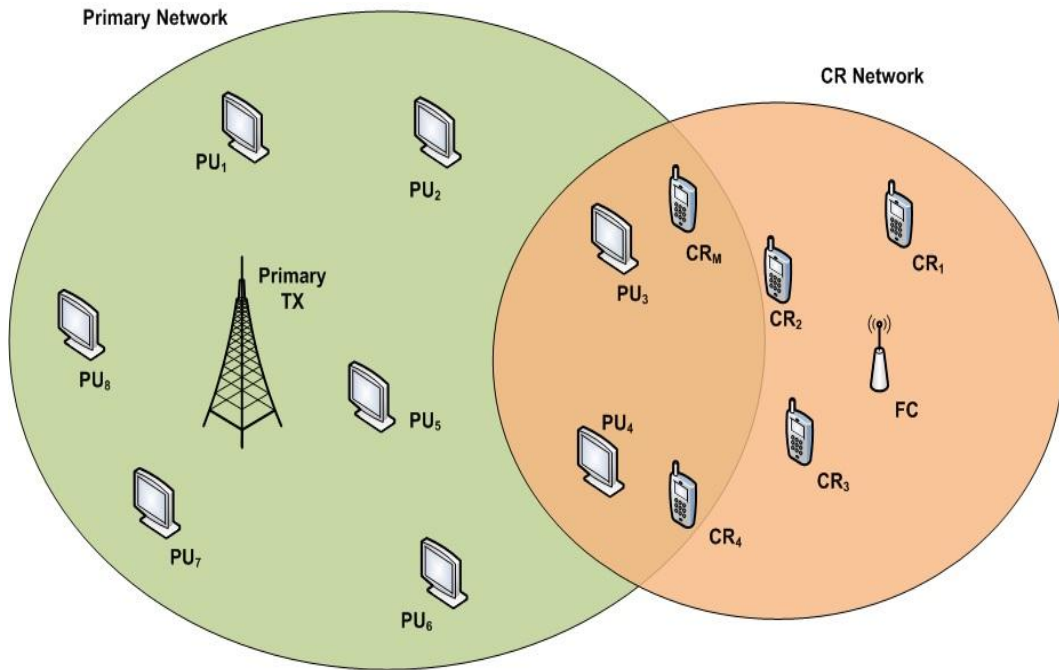 Primary Network
CR Network
PU₁
PU₂
CR₁
CRM
PU₃
Primary
TX
CR₂
PU₈
PU₅
FC
PU₄
CR₃
CR₄
PU₇
PU₆